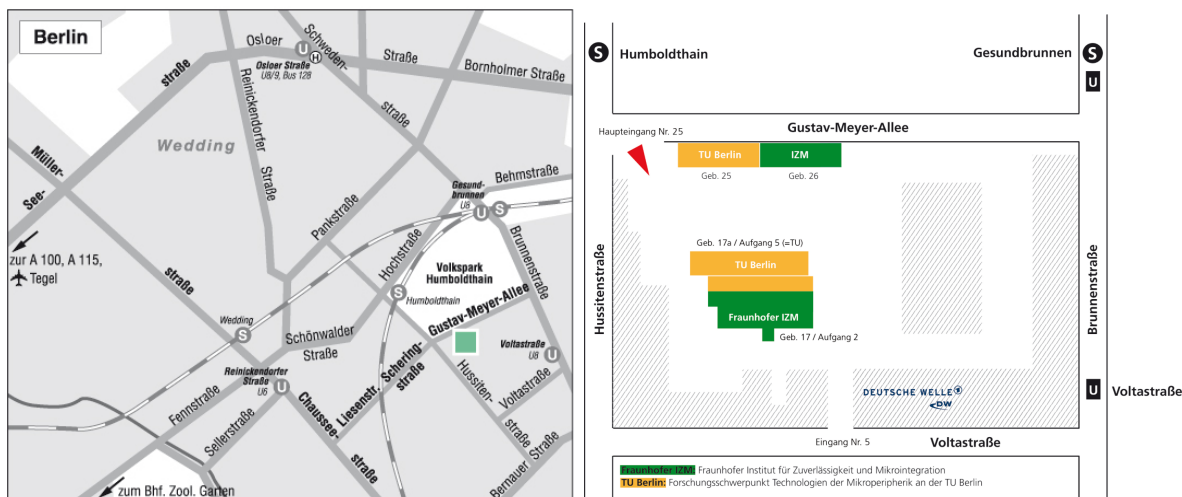 Berlin
Osloer
Straße
U
H
Osloer Straße
U8/9, Bus 128
Schweden-
straße
Bornholmer Straße
straße
See-
Reinickendorfer
Straße
Wedding
Müller-
straße
Pankstraße
Gesund-
brunnen
U8
U
S
Behmstraße
Brunnenstraße
Hochstraße
Volkspark
Humboldthain
S
Humboldthain
Gustav-Meyer-Allee
zur A 100, A 115,
Tegel
Wedding
S
Schönwalder
Straße
Reinickendorfer
Straße
U6
U
Schering-
straße
Liesenstr.
Chaussee-
Hussiten-
straße
Voltastraße
U8
U
Voltastraße
Fennstraße
Sellerstraße
Bernauer Straße
zum Bhf. Zool. Garten
S Humboldthain
Gesundbrunnen S
U
Gustav-Meyer-Allee
Haupteingang Nr. 25
TU Berlin
IZM
Geb. 25
Geb. 26
Geb. 17a / Aufgang 5 (=TU)
TU Berlin
Fraunhofer IZM
Geb. 17 / Aufgang 2
Hussitenstraße
Brunnenstraße
DEUTSCHE WELLE
DW
U Voltastraße
Eingang Nr. 5
Voltastraße
Fraunhofer IZM: Fraunhofer Institut für Zuverlässigkeit und Mikrointegration
TU Berlin: Forschungsschwerpunkt Technologien der Mikroperipherik an der TU Berlin